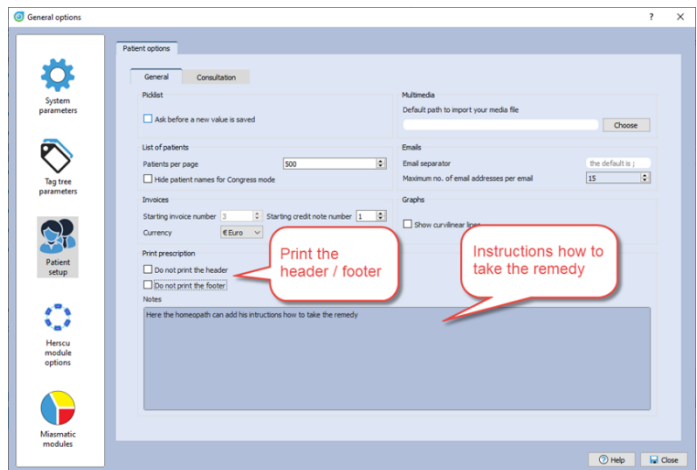 General options
? X
Patient options
General Consultation
System
parameters
Tag tree
parameters
Patient
setup
Herscu
module
options
Miasmatic
modules
Picklist
Ask before a new value is saved
Multimedia
Default path to import your media file
Choose
List of patients
Patients per page 500
Hide patient names for Congress mode
Emails
Email separator the default is ;
Maximum no. of email addresses per email 15
Invoices
Starting invoice number 3 Starting credit note number 1
Currency € Euro
Graphs
Show curvilinear lines
Print prescription
Do not print the header
Do not print the footer
Print the
header / footer
Instructions how to
take the remedy
Notes
Here the homeopath can add his intructions how to take the remedy
Help Close